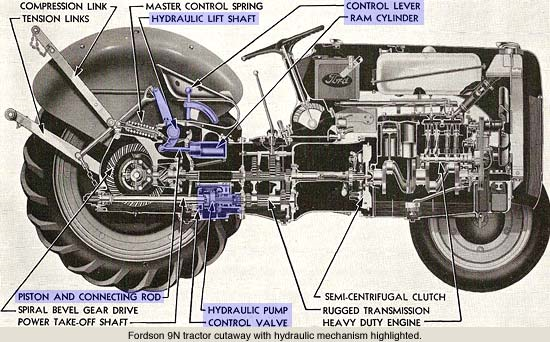 COMPRESSION LINK
TENSION LINKS
MASTER CONTROL SPRING
HYDRAULIC LIFT SHAFT
CONTROL LEVER
RAM CYLINDER
Ford
PISTON AND CONNECTING ROD
SPIRAL BEVEL GEAR DRIVE
POWER TAKE-OFF SHAFT
HYDRAULIC PUMP
CONTROL VALVE
SEMI-CENTRIFUGAL CLUTCH
RUGGED TRANSMISSION
HEAVY DUTY ENGINE
Fordson 9N tractor cutaway with hydraulic mechanism highlighted.